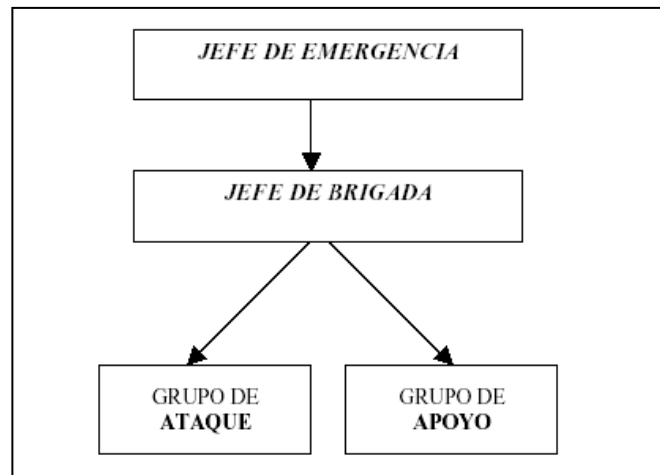 JEFE DE EMERGENCIA
JEFE DE BRIGADA
GRUPO DE
ATAQUE
GRUPO DE
APOYO